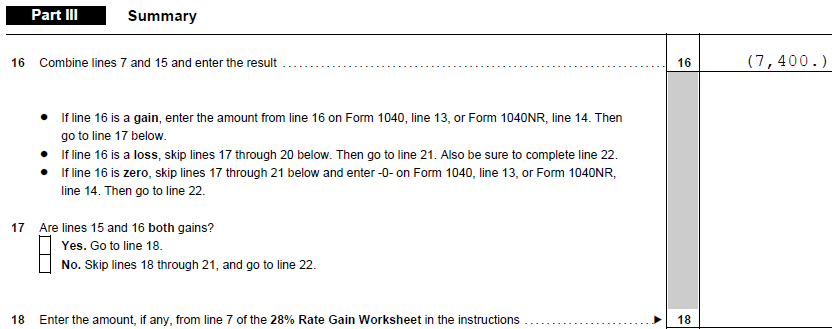 Part III Summary
16 Combine lines 7 and 15 and enter the result 16 (7,400.)
● If line 16 is a gain, enter the amount from line 16 on Form 1040, line 13, or Form 1040NR, line 14. Then
go to line 17 below.
● If line 16 is a loss, skip lines 17 through 20 below. Then go to line 21. Also be sure to complete line 22.
● If line 16 is zero, skip lines 17 through 21 below and enter -0- on Form 1040, line 13, or Form 1040NR,
line 14. Then go to line 22.
17 Are lines 15 and 16 both gains?
Yes. Go to line 18.
No. Skip lines 18 through 21, and go to line 22.
18 Enter the amount, if any, from line 7 of the 28% Rate Gain Worksheet in the instructions ▶ 18